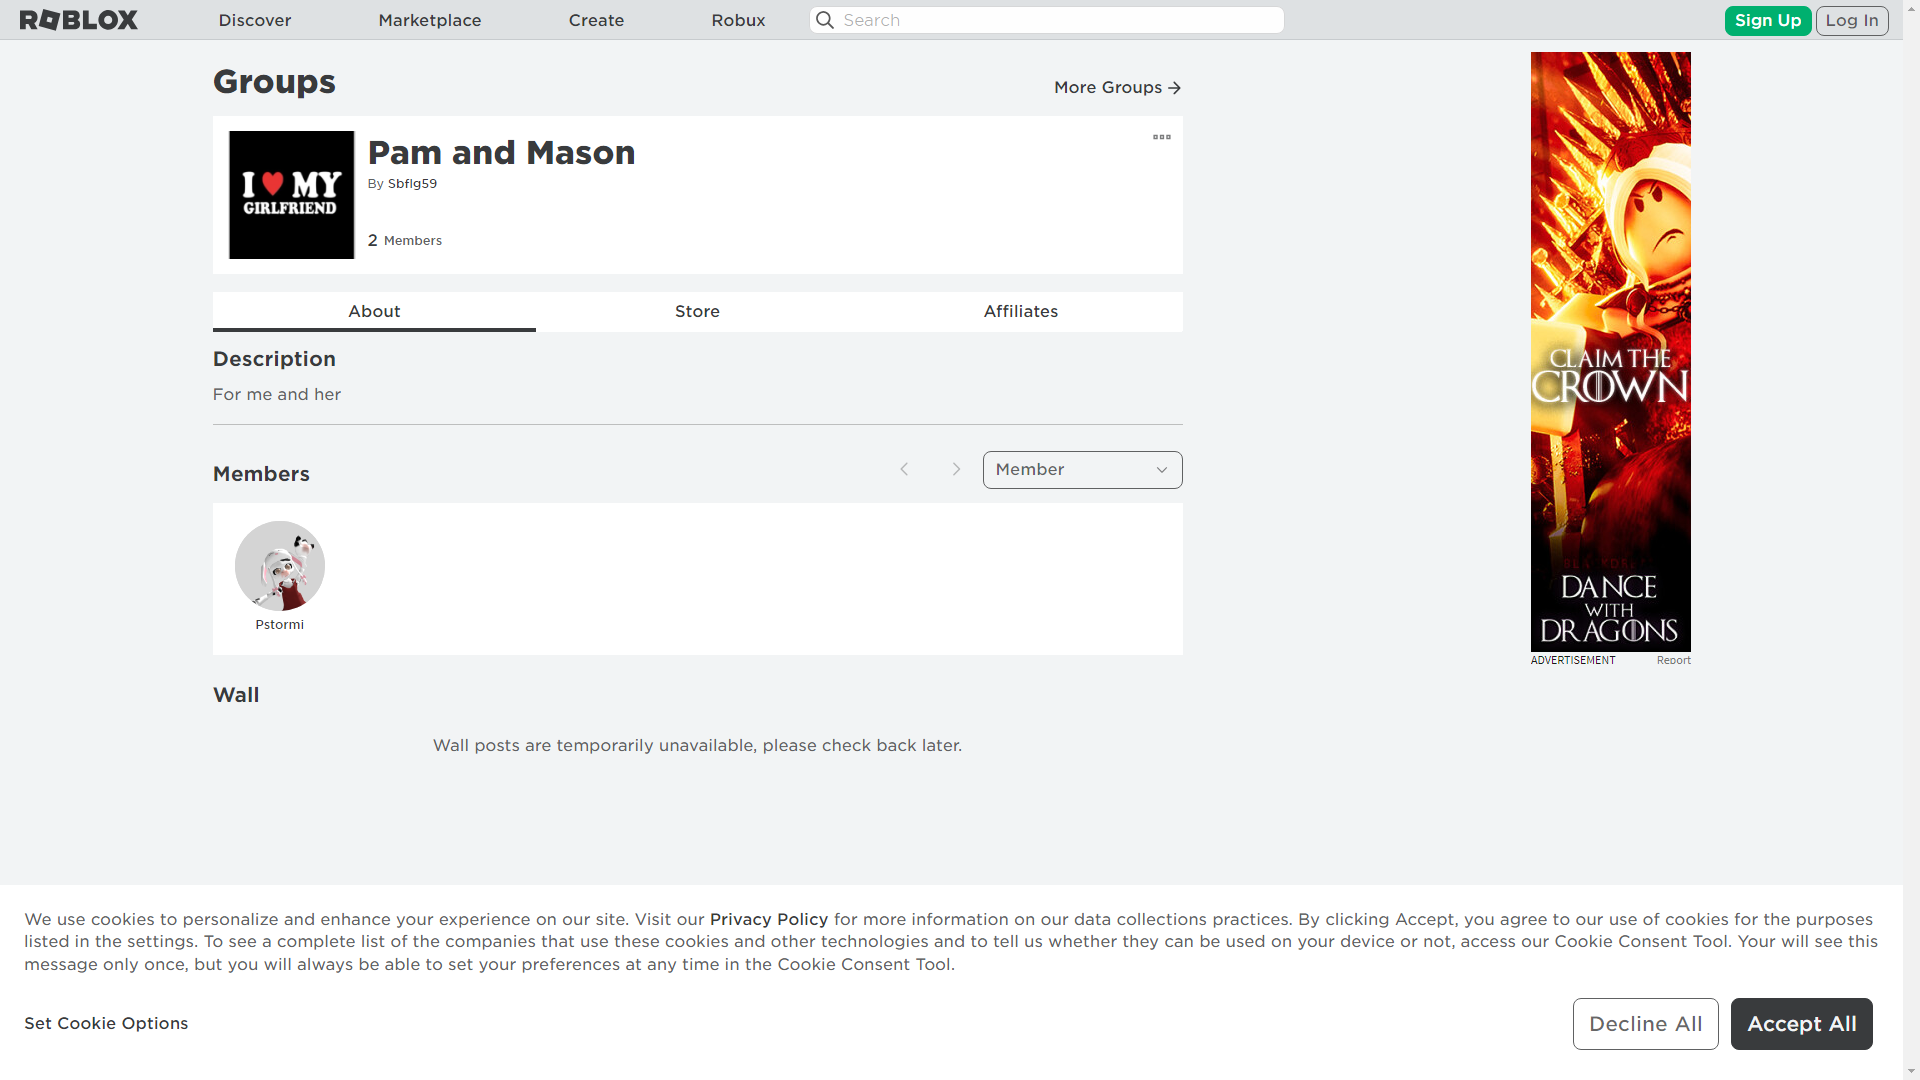 ROBLOX Discover Marketplace Create Robux Search Sign Up Log In
Groups
More Groups
I ♥ MY
GIRLFRIEND
Pam and Mason
By Sbflg59
2 Members
About Store Affiliates
Description
For me and her
Members
Member
Pstormi
Wall
Wall posts are temporarily unavailable, please check back later.
CLAIM THE
CROWN
DANCE
WITH
DRAGONS
ADVERTISEMENT Report
We use cookies to personalize and enhance your experience on our site. Visit our Privacy Policy for more information on our data collections practices. By clicking Accept, you agree to our use of cookies for the purposes
listed in the settings. To see a complete list of the companies that use these cookies and other technologies and to tell us whether they can be used on your device or not, access our Cookie Consent Tool. Your will see this
message only once, but you will always be able to set your preferences at any time in the Cookie Consent Tool.
Set Cookie Options
Decline All Accept All